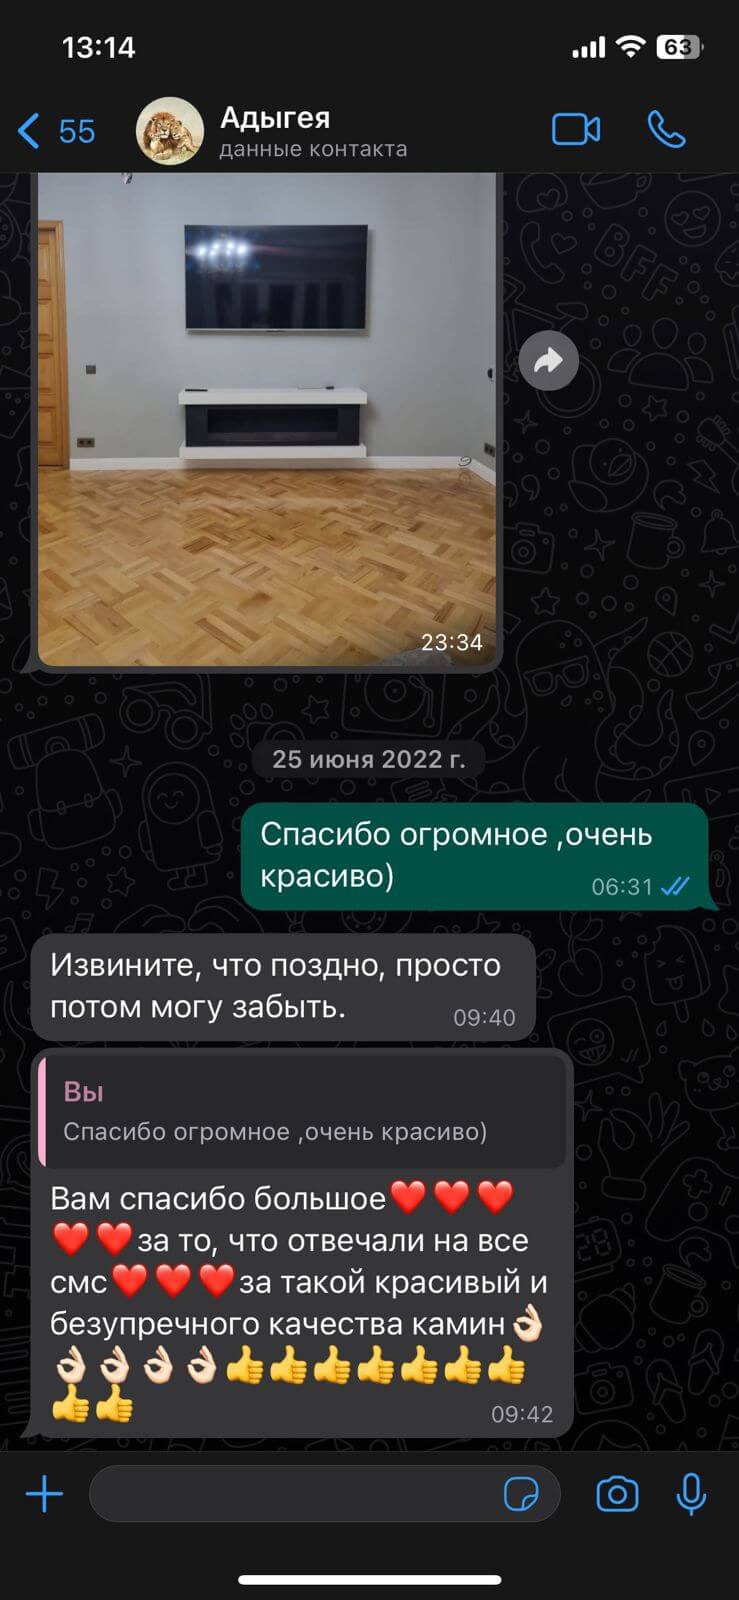 13:14
63
55
Адыгея
данные контакта
23:34
25 июня 2022 г.
Спасибо огромное ,очень
красиво)
06:31
Извините, что поздно, просто
потом могу забыть.
09:40
Вы
Спасибо огромное ,очень красиво)
Вам спасибо большое❤️❤️❤️
❤️❤️за то, что отвечали на все
смс❤️❤️❤️за такой красивый и
безупречного качества камин👌🏻
👌🏻👌🏻👌🏻👌🏻👍👍👍👍👍👍👍
👍👍
09:42